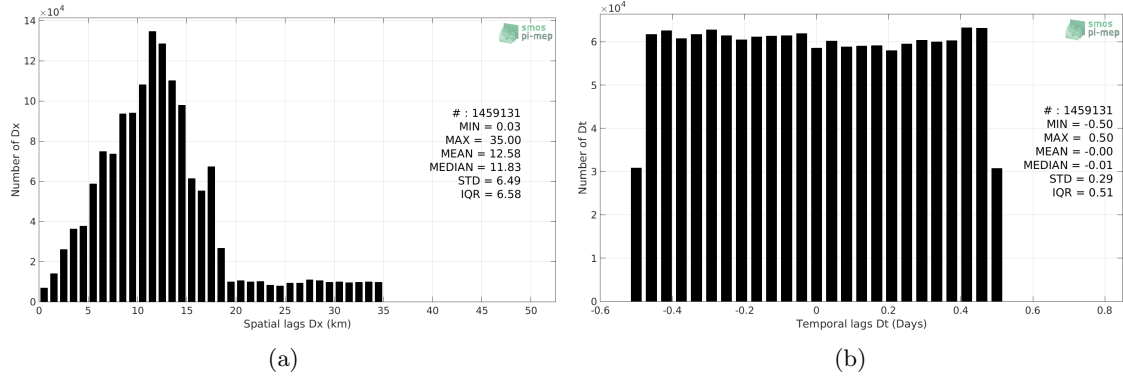 ×10⁴
14
12
10
8
6
4
2
0
Number of Dx
smos
pi-mep
# : 1459131
MIN = 0.03
MAX = 35.00
MEAN = 12.58
MEDIAN = 11.83
STD = 6.49
IQR = 6.58
0 5 10 15 20 25 30 35 40 45 50
Spatial lags Dx (km)
(a)
×10⁴
6
5
4
3
2
1
0
Number of Dt
smos
pi-mep
# : 1459131
MIN = -0.50
MAX = 0.50
MEAN = -0.00
MEDIAN = -0.01
STD = 0.29
IQR = 0.51
-0.6 -0.4 -0.2 0 0.2 0.4 0.6 0.8
Temporal lags Dt (Days)
(b)